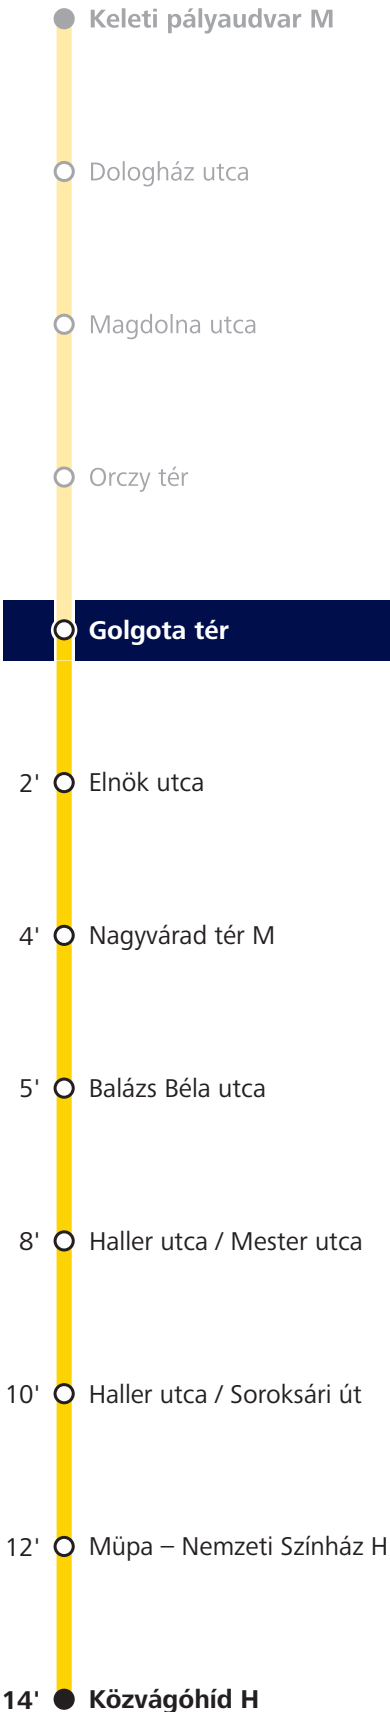 Keleti pályaudvar M
Dologház utca
Magdolna utca
Orczy tér
Golgota tér
2' Elnök utca
4' Nagyvárad tér M
5' Balázs Béla utca
8' Haller utca / Mester utca
10' Haller utca / Soroksári út
12' Müpa – Nemzeti Színház H
14' Közvágóhíd H